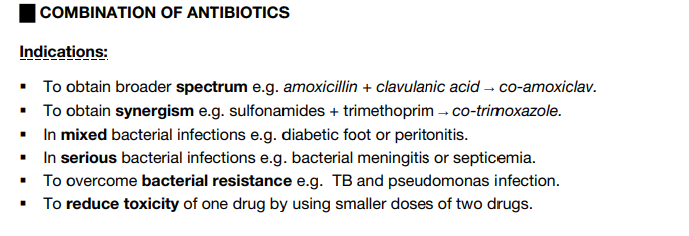 COMBINATION OF ANTIBIOTICS
Indications:
▪ To obtain broader spectrum e.g. amoxicillin + clavulanic acid → co-amoxiclav.
▪ To obtain synergism e.g. sulfonamides + trimethoprim → co-trimoxazole.
▪ In mixed bacterial infections e.g. diabetic foot or peritonitis.
▪ In serious bacterial infections e.g. bacterial meningitis or septicemia.
▪ To overcome bacterial resistance e.g. TB and pseudomonas infection.
▪ To reduce toxicity of one drug by using smaller doses of two drugs.